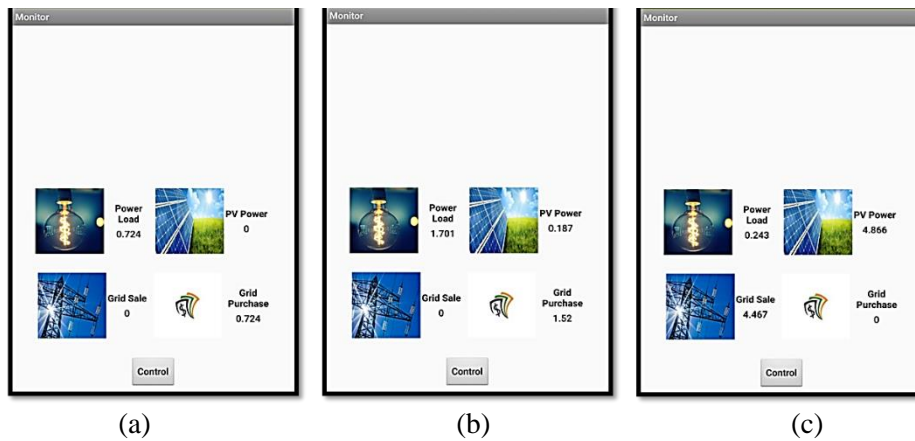 Monitor
Power
Load
0.724
PV Power
0
Grid Sale
0
Grid
Purchase
0.724
Control
(a)
Monitor
Power
Load
1.701
PV Power
0.187
Grid Sale
0
Grid
Purchase
1.52
Control
(b)
Monitor
Power
Load
0.243
PV Power
4.866
Grid Sale
4.467
Grid
Purchase
0
Control
(c)